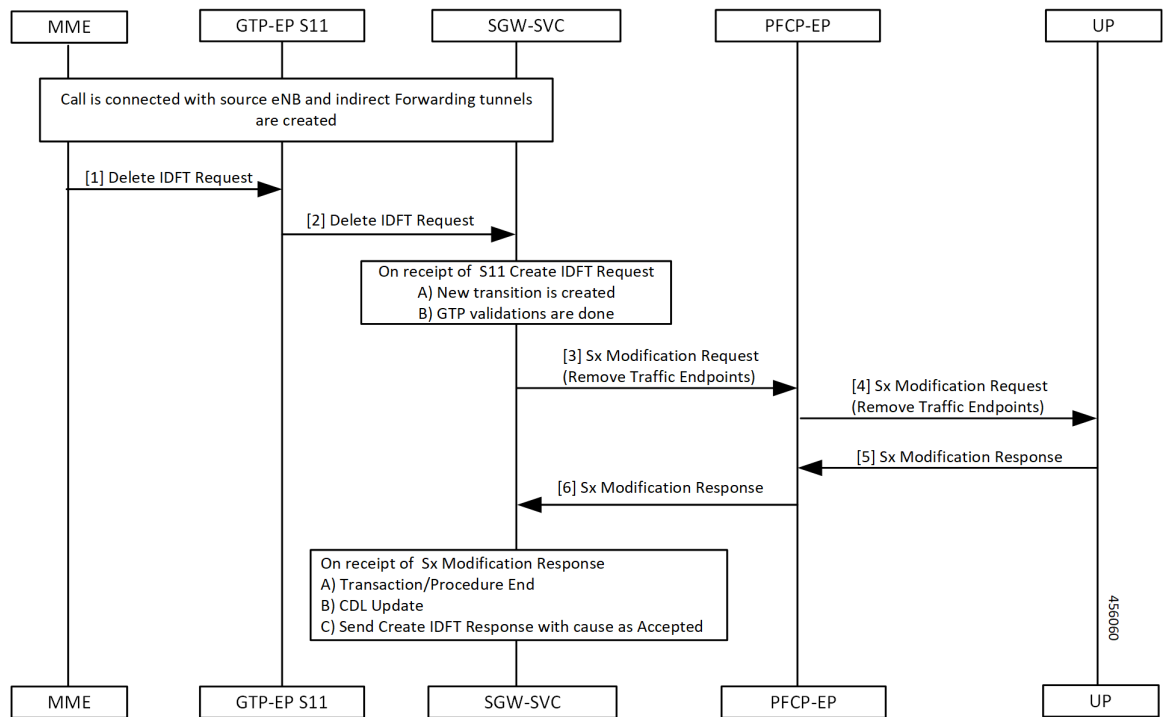 MME
GTP-EP S11
SGW-SVC
PFCP-EP
UP
Call is connected with source eNB and indirect Forwarding tunnels
are created
[1] Delete IDFT Request
[2] Delete IDFT Request
On receipt of S11 Create IDFT Request
A) New transition is created
B) GTP validations are done
[3] Sx Modification Request
(Remove Traffic Endpoints)
[4] Sx Modification Request
(Remove Traffic Endpoints)
[5] Sx Modification Response
[6] Sx Modification Response
On receipt of Sx Modification Response
A) Transaction/Procedure End
B) CDL Update
C) Send Create IDFT Response with cause as Accepted
456060
MME
GTP-EP S11
SGW-SVC
PFCP-EP
UP